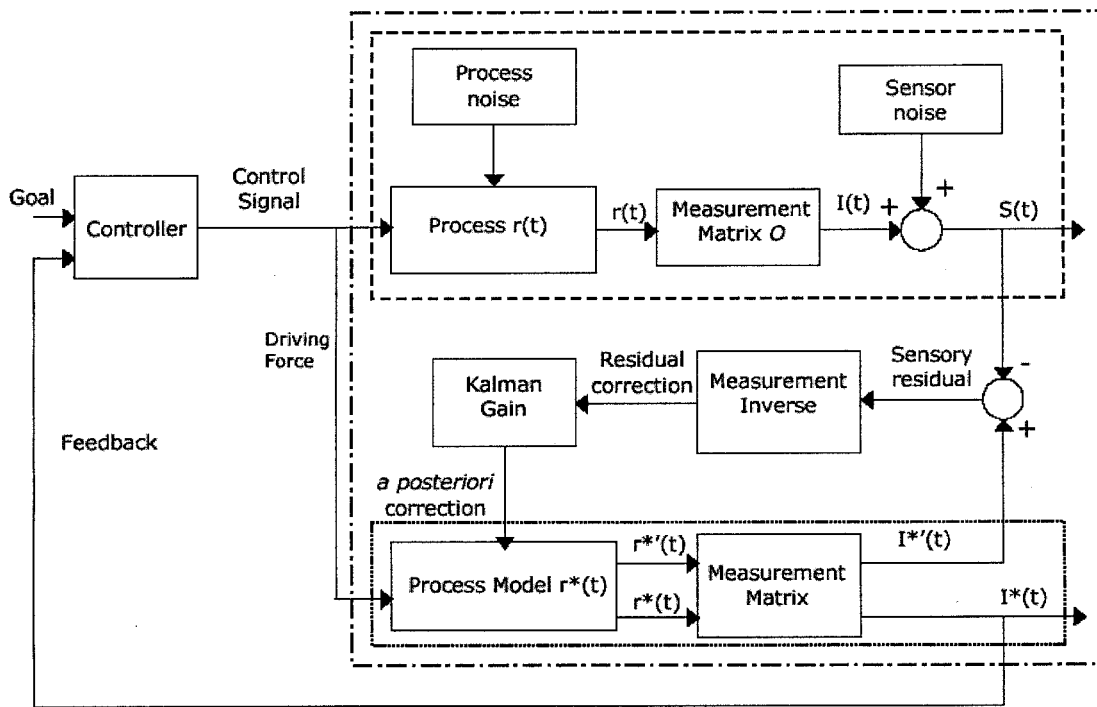 Process
noise
Sensor
noise
Goal
Control
Signal
Controller
Process r(t)
r(t)
Measurement
Matrix O
I(t)
+
+
S(t)
Driving
Force
Kalman
Gain
Residual
correction
Measurement
Inverse
Sensory
residual
-
+
Feedback
a posteriori
correction
Process Model r*(t)
r*'(t)
r*(t)
Measurement
Matrix
I*'(t)
I*(t)